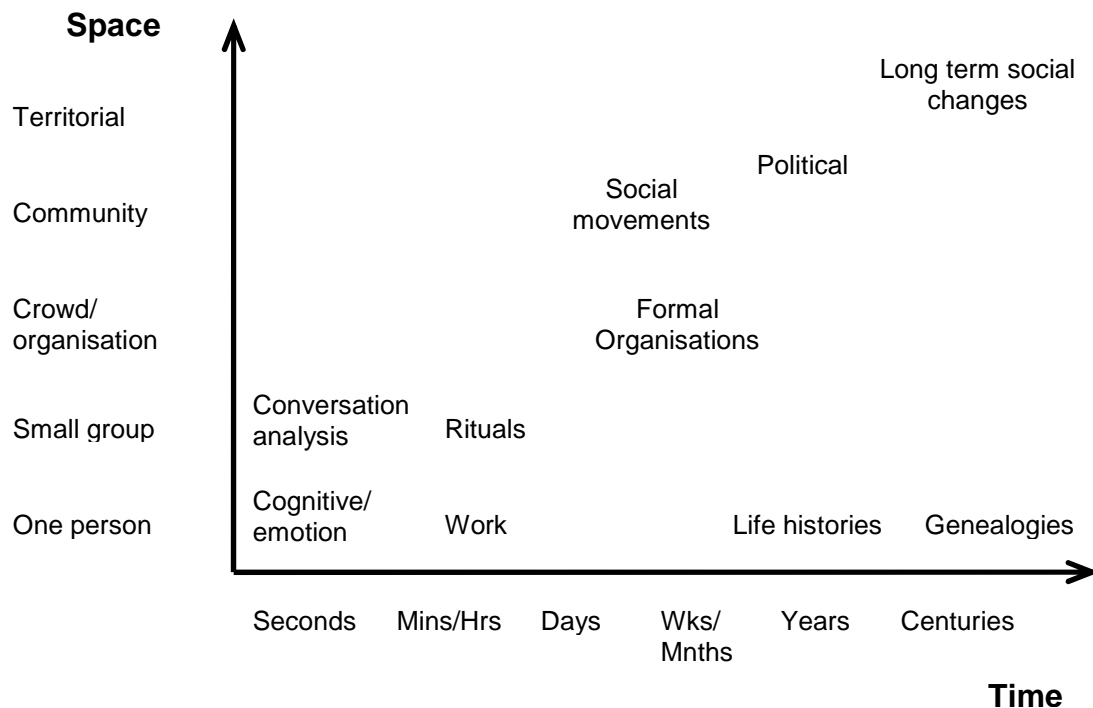 Space
Long term social
changes
Territorial
Political
Social
movements
Community
Crowd/
organisation
Formal
Organisations
Conversation
analysis
Small group
Rituals
Cognitive/
emotion
One person
Work
Life histories
Genealogies
Seconds
Mins/Hrs
Days
Wks/
Mnths
Years
Centuries
Time